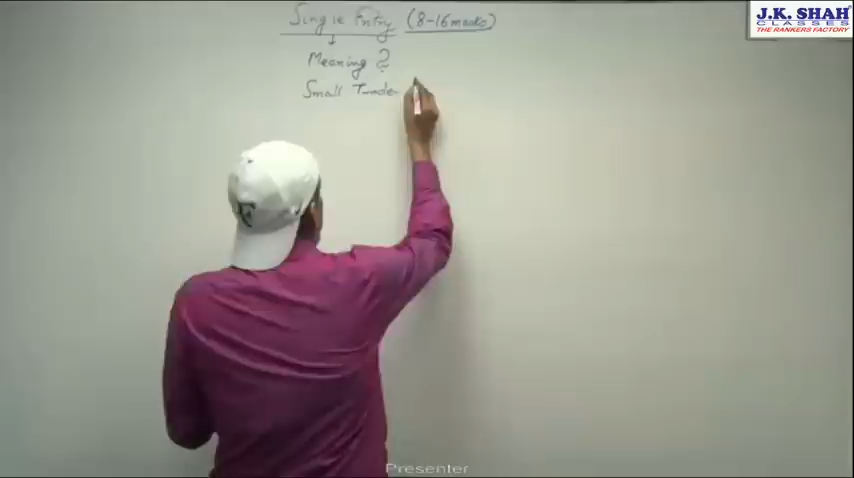 Single Entry (8-16 marks)
Meaning ?
Small Trader
J.K. SHAH
CLASSES
THE RANKERS FACTORY
Presenter